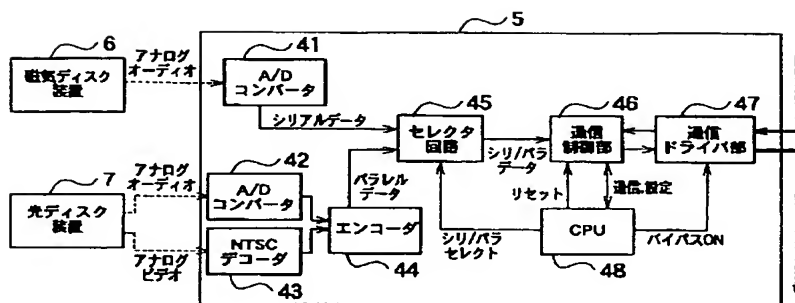 5
6
磁気ディスク
装置
アナログ
オーディオ
41
A/D
コンバータ
シリアルデータ
45
セレクタ
回路
シリ/パラ
データ
46
通信
制御部
47
通信
ドライバ部
7
光ディスク
装置
アナログ
オーディオ
アナログ
ビデオ
42
A/D
コンバータ
NTSC
デコーダ
43
パラレル
データ
エンコーダ
44
シリ/パラ
セレクト
リセット
通信,設定
CPU
48
バイパスON